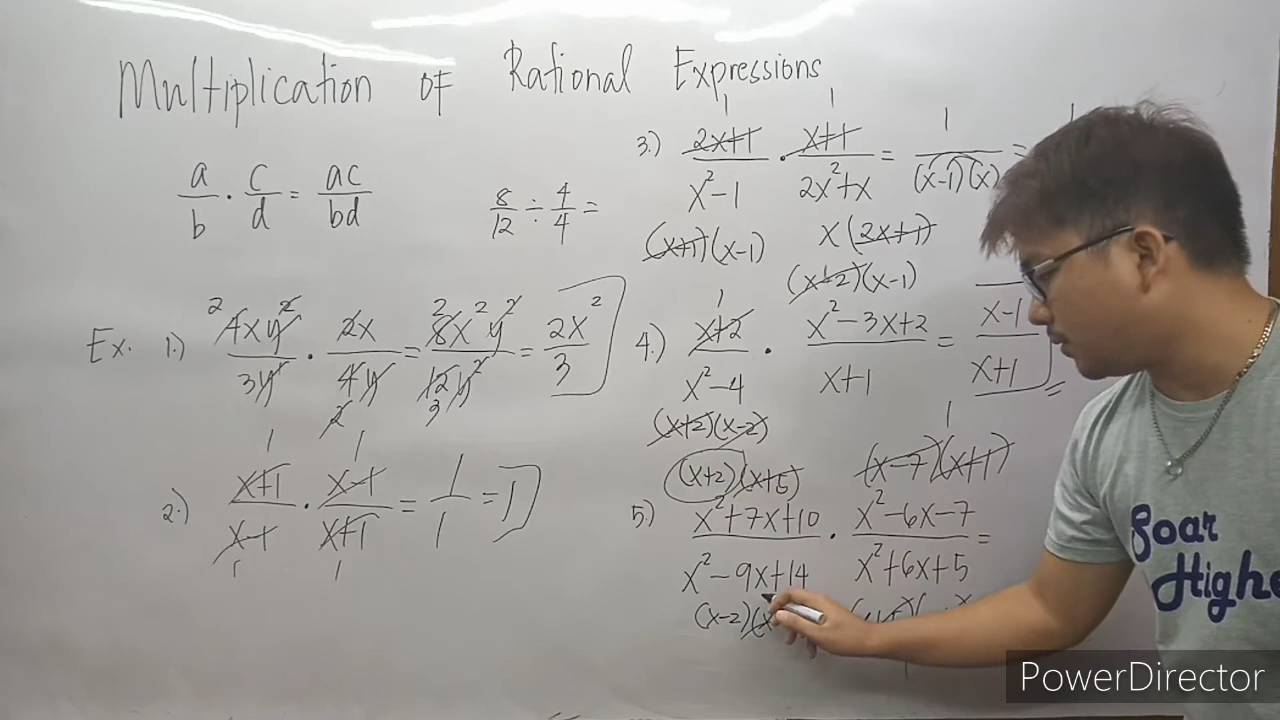 Multiplication of Rational Expressions
a/b · c/d = ac/bd
8/12 ÷ 4/4 =
Ex. 1.) 4xy²/3y · 2x/4y = 8x²y²/12y² = 2x²/3
2.) x+1/x-1 · x-1/x+1 = 1/1 = 1
3.) 2x+1/x²-1 · x+1/2x²+x = 1/(x-1)(x) =
(x+1)(x-1) x(2x+1)
(x-2)(x-1)
4.) x+2/x²-4 · x²-3x+2/x+1 = x-1/x+1
(x+2)(x-2)
(x+2)(x+5) (x-7)(x+1)
5.) x²+7x+10/x²-9x+14 · x²-6x-7/x²+6x+5 =
(x-2)
Soar
Highe
PowerDirector